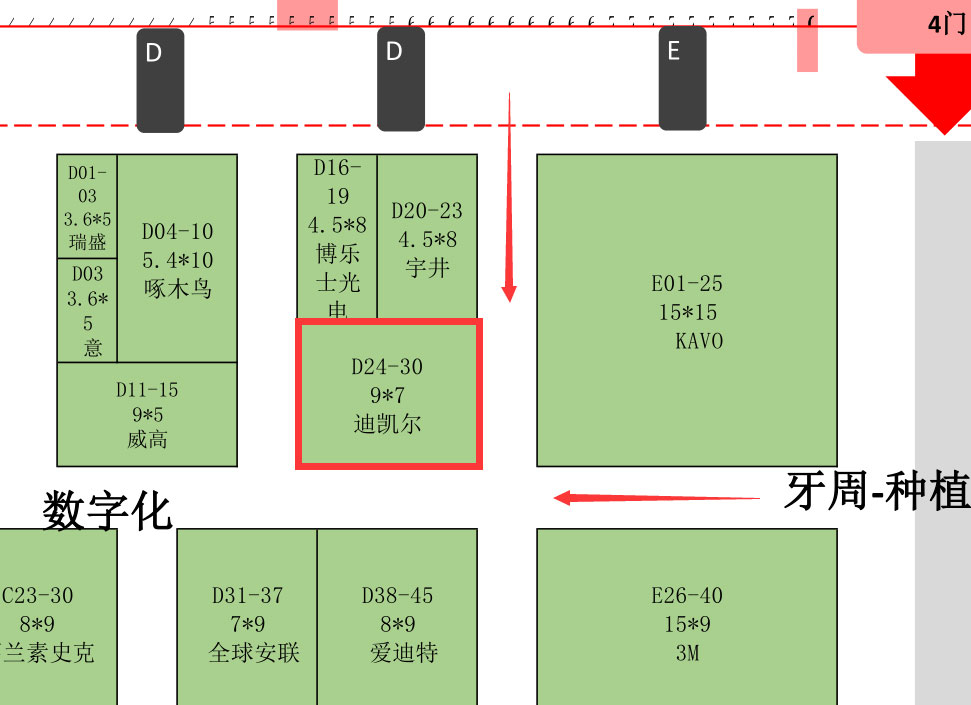 4门
D
D
E
D01-
03
3.6*5
瑞盛
D04-10
5.4*10
啄木鸟
D03
3.6*
5
意
D11-15
9*5
威高
D16-
19
4.5*8
博乐
士光
电
D20-23
4.5*8
宇井
D24-30
9*7
迪凯尔
E01-25
15*15
KAVO
数字化
牙周-种植
C23-30
8*9
兰素史克
D31-37
7*9
全球安联
D38-45
8*9
爱迪特
E26-40
15*9
3M